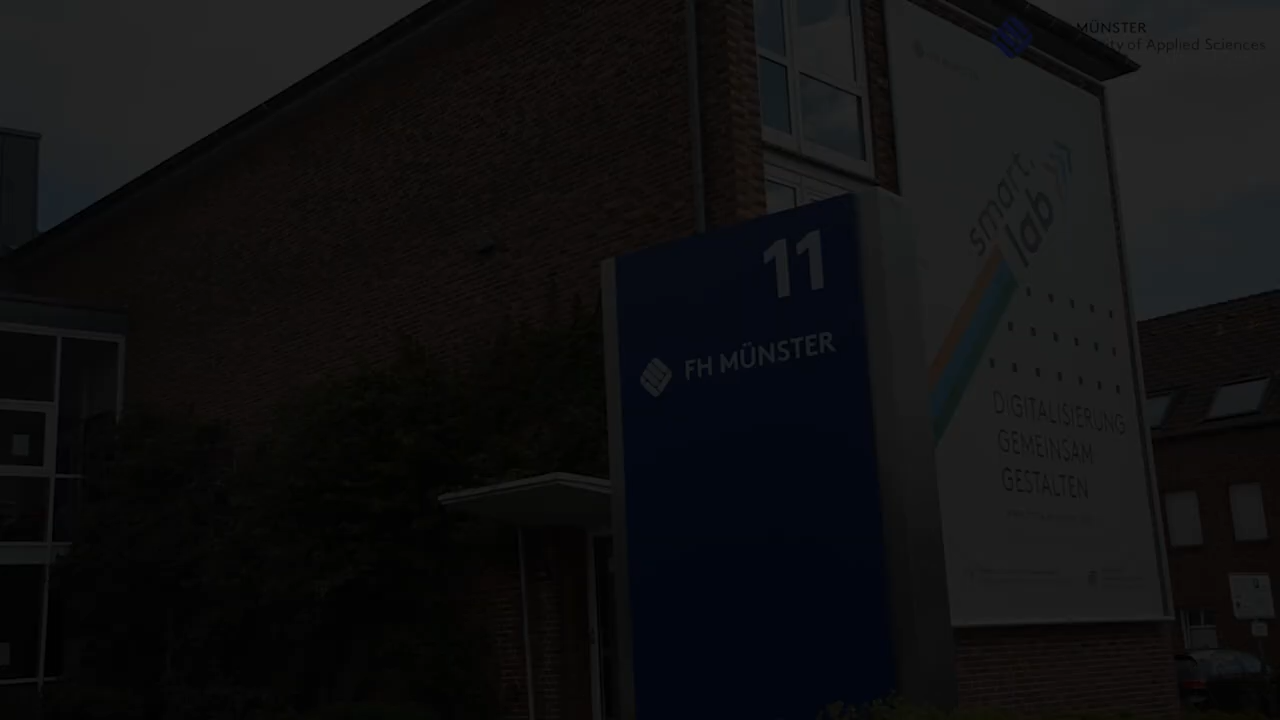 MÜNSTER
ty of Applied Sciences
smart.
lab
11
FH MÜNSTER
DIGITALISIERUNG
GEMEINSAM
GESTALTEN